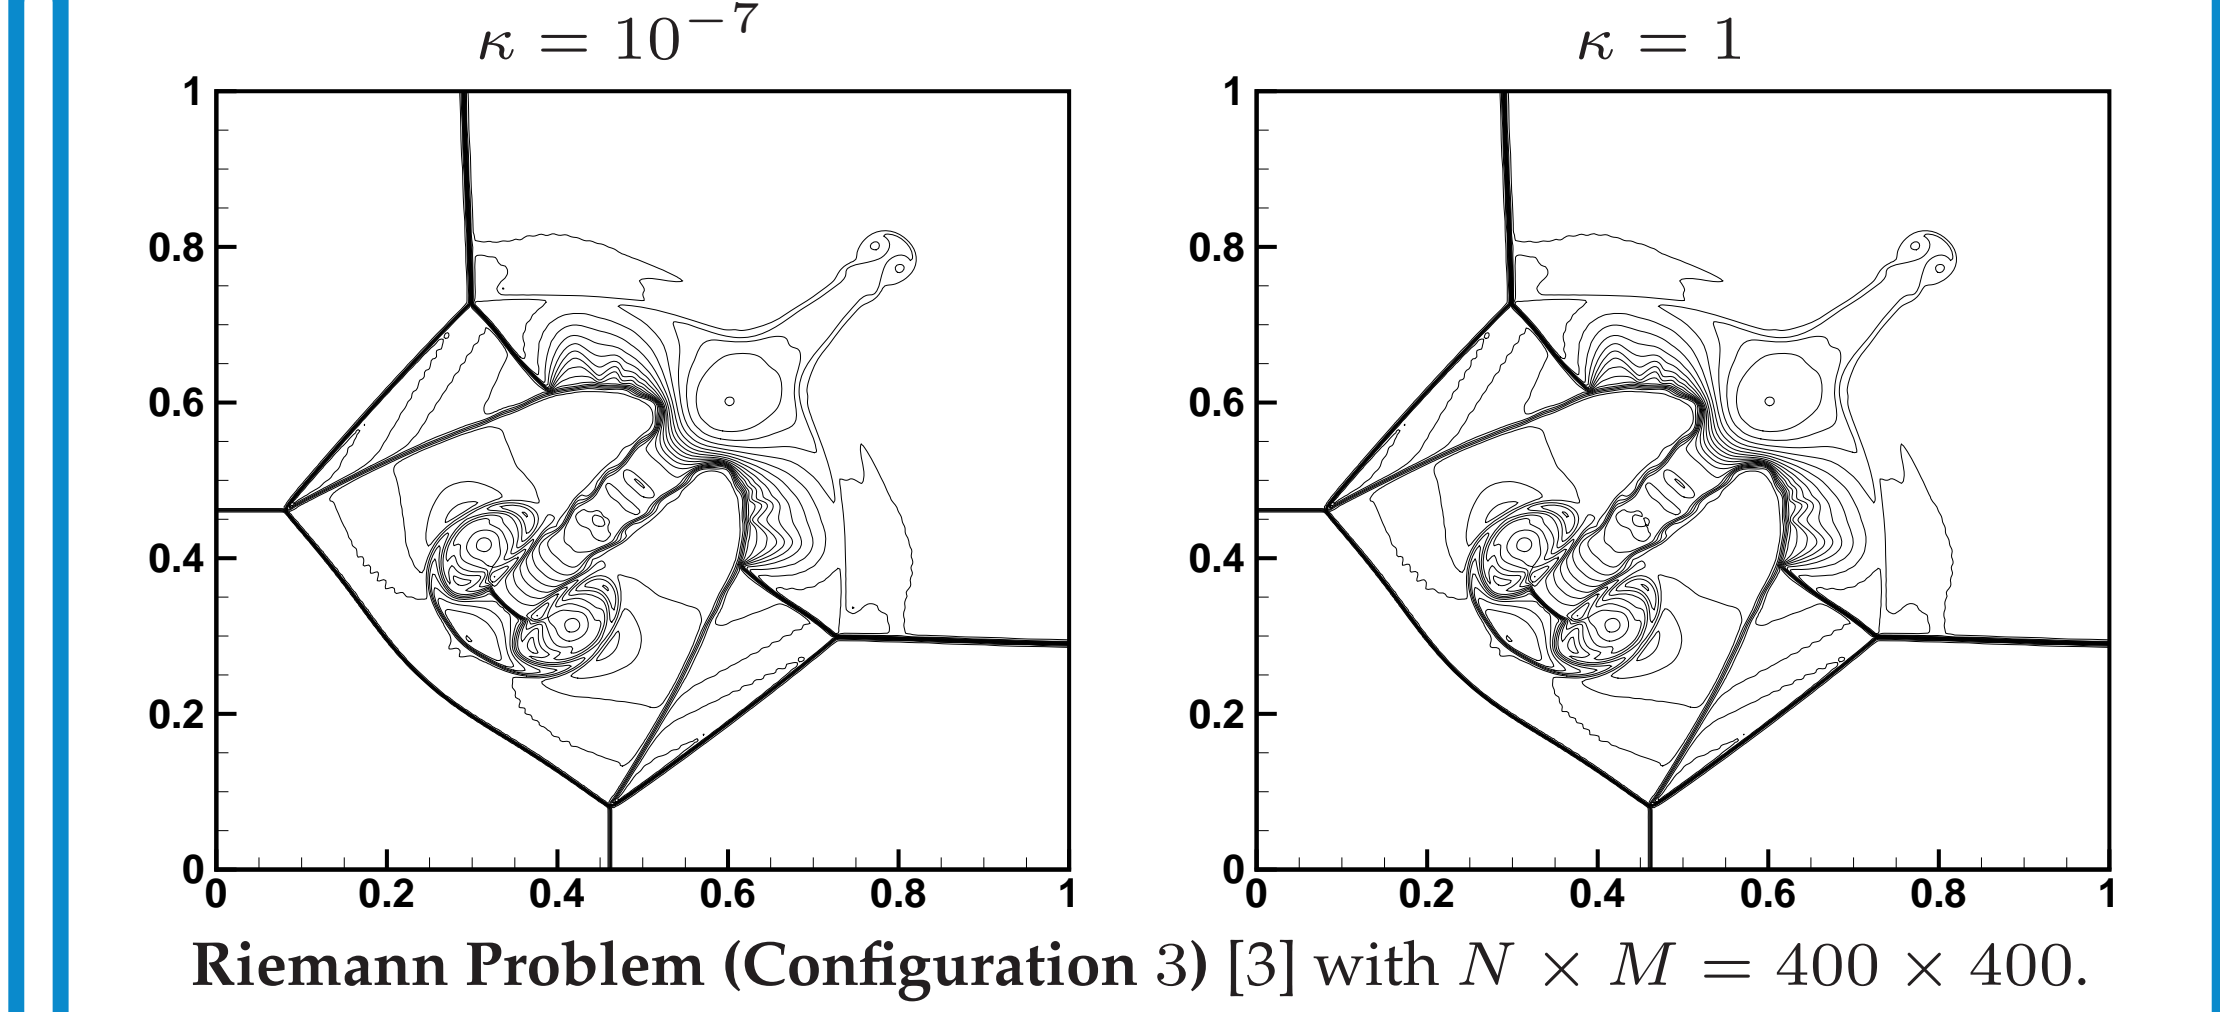 κ = 10⁻⁷
κ = 1
1
0.8
0.6
0.4
0.2
0
0 0.2 0.4 0.6 0.8 1
1
0.8
0.6
0.4
0.2
0
0 0.2 0.4 0.6 0.8 1
Riemann Problem (Configuration 3) [3] with N × M = 400 × 400.